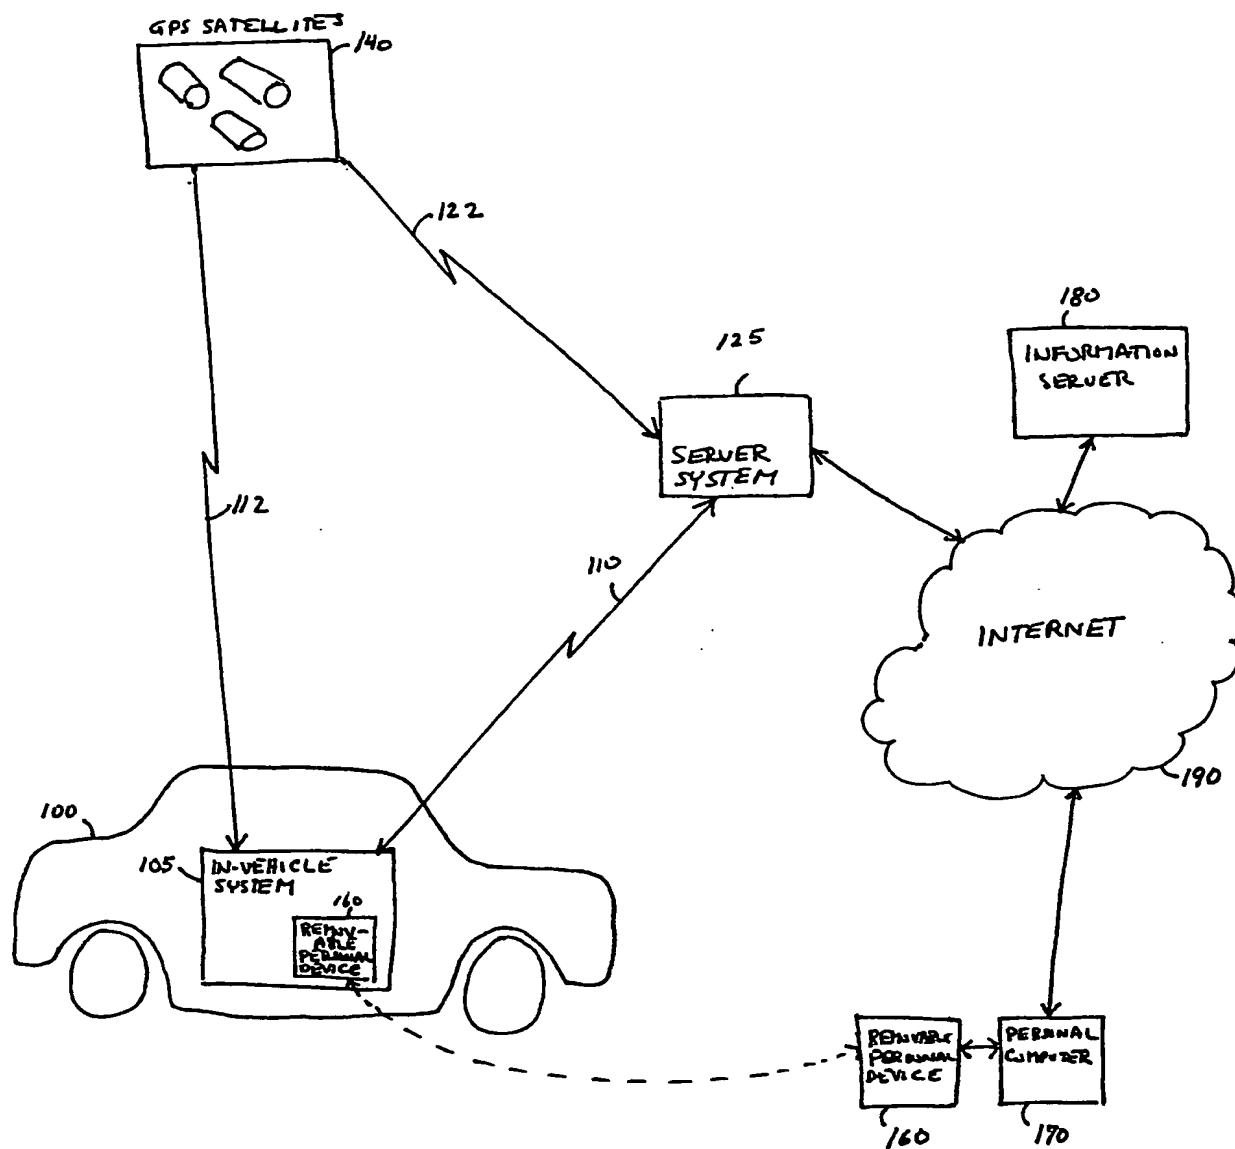 GPS SATELLITES
140
122
180
INFORMATION
SERVER
125
SERVER
SYSTEM
112
110
INTERNET
190
100
105
IN-VEHICLE
SYSTEM
160
REMOV-
ABLE
PERSONAL
DEVICE
REMOVABLE
PERSONAL
DEVICE
PERSONAL
COMPUTER
160
170